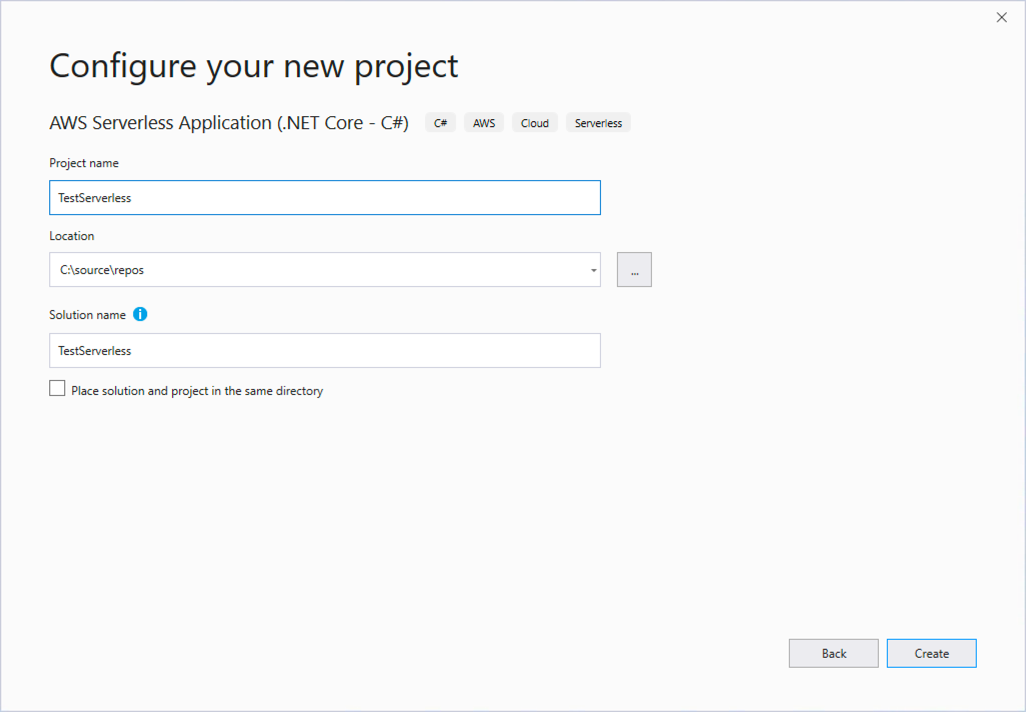 Configure your new project
AWS Serverless Application (.NET Core - C#) C# AWS Cloud Serverless
Project name
TestServerless
Location
C:\source\repos
...
Solution name
TestServerless
Place solution and project in the same directory
Back Create